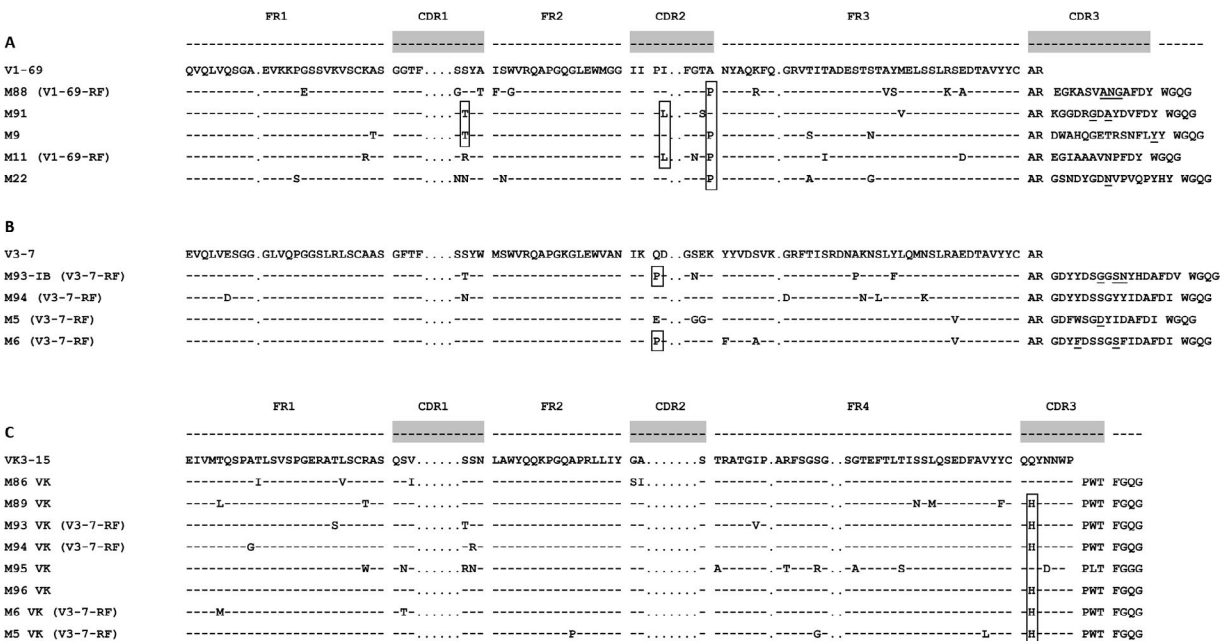 FR1 CDR1 FR2 CDR2 FR3 CDR3
A
-------------------------- ------------ ----------------- ----------- --------------------------------------- ---------------- ------
V1-69 QVQLVQSGA.EVKKPGSSVKVSCKAS GGTF....SSYA ISWVRQAPGQGLEWMGG II PI..FGTA NYAQKFQ.GRVTITADESTSTAYMELSSLRSEDTAVYYC AR
M88 (V1-69-RF) ---------.-----E---------- ----....G--T F-G-------------- -- --..---P ----K--.-------------VS------K-A------- AR EGKASVANGAFDY WGQG
M91 ---------.---------------- ----....-T-- ----------------- -- -L..--S- -------.---------------V--------------- AR KGGDRGDAYDVFDY WGQG
M9 ---------.--------------T- ----....-T-- ----------------- -- --..---P -------.---S-------N------------------- AR DWAHQGETRSNFLYY WGQG
M11 (V1-69-RF) ---------.-------------R-- ----....-R-- ----------------- -- -L..-N-P -------.-----I-----------------D------- AR EGIAAAVNPFDY WGQG
M22 ---------.----S----------- ----....NN-- -N--------------- -- --..---P -------.---A-------G------------------- AR GSNDYGDNVPVQPYHY WGQG
B
V3-7 EVQLVESGG.GLVQPGGSLRLSCAAS GFTF....SSYW MSWVRQAPGKGLEWVAN IK QD..GSEK YYVDSVK.GRFTISRDNAKNSLYLQMNSLRAEDTAVYYC AR
M93-IB (V3-7-RF) ---------.---------------- ----....-T-- ----------------- -- P-..-N-- -------.---------A----F---------------- AR GDYYDSGGSNYHDAFDV WGQG
M94 (V3-7-RF) -----D---.---------------- ----....-N-- ----------------- -- --..---- -------.D---------N-L-----K------------ AR GDYYDSSGYYIDAFDI WGQG
M5 (V3-7-RF) ---------.---------------- ----....---- ----------------- -- E-..-GG- -------.----------------------V-------- AR GDFWSGDYIDAFDI WGQG
M6 (V3-7-RF) ---------.---------------- ----....---- ----------------- -- P-..---- F---A--.----------------------V-------- AR GDYFDSSGSFIDAFDI WGQG
FR1 CDR1 FR2 CDR2 FR4 CDR3
C
-------------------------- ------------ ----------------- ---------- --------------------------------------- ----------- ----
VK3-15 EIVMTQSPATLSVSPGERATLSCRAS QSV......SSN LAWYQQKPGQAPRLLIY GA.......S TRATGIP.ARFSGSG..SGTEFTLTISSLQSEDFAVYYC QQYNNWP
M86 VK ---------I----------V----- --I......--- ----------------- SI.......- -------.-------..---------------------- ------- PWT FGQG
M89 VK ----L------------------T-- ---......--- ----------------- --.......- -------.-------..---------N-M--------F- -H----- PWT FGQG
M93 VK (V3-7-RF) -------------------S------ ---......T-- ----------------- --.......- -----V-.-------..---------------------- -H----- PWT FGQG
M94 VK (V3-7-RF) --------G----------------- ---......-R- ----------------- --.......- -------.-------..---------------------- -H----- PWT FGQG
M95 VK -----------------------W-- -N-......RN- ----------------- --.......- A------.-T---R-..-A-----S-------------- ---D--- PLT FGGG
M96 VK -------------------------- ---......--- ----------------- --.......- -------.-------..---------------------- -H----- PWT FGQG
M6 VK (V3-7-RF) ----M--------------------- -T-......--- ----------------- --.......- -------.-------..---------------------- -H----- PWT FGQG
M5 VK (V3-7-RF) -------------------------- ---......--- ----------P------ --.......- -------.-----G-..------------------L--- -H----- PWT FGQG